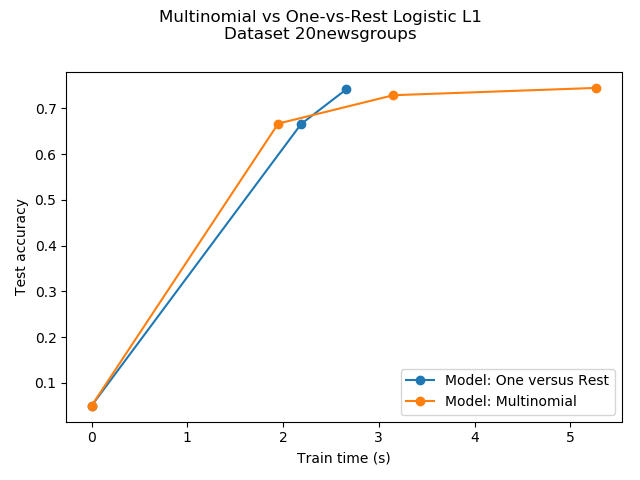 Multinomial vs One-vs-Rest Logistic L1
Dataset 20newsgroups
0.7
0.6
0.5
0.4
0.3
0.2
0.1
Test accuracy
0 1 2 3 4 5
Train time (s)
Model: One versus Rest
Model: Multinomial